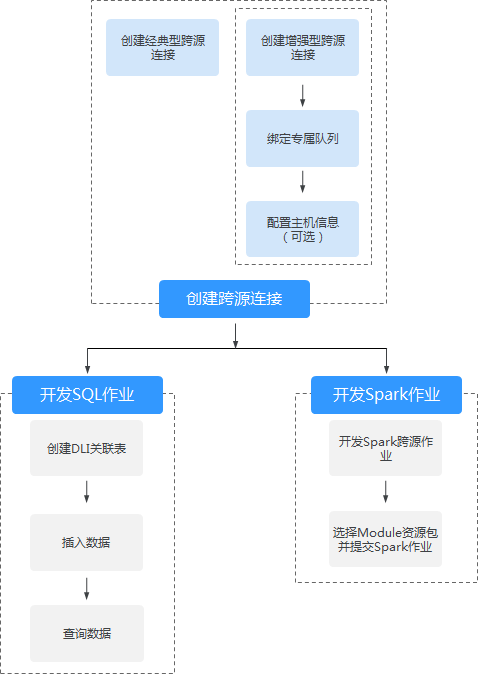 创建经典型跨源
连接
创建增强型跨源
连接
绑定专属队列
配置主机信息
（可选）
创建跨源连接
开发SQL作业
创建DLI关联表
插入数据
查询数据
开发Spark作业
开发Spark跨源作
业
选择Module资源包
并提交Spark作业